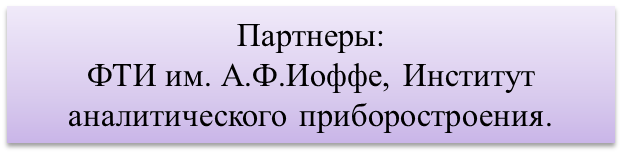 Партнеры:
ФТИ им. А.Ф.Иоффе, Институт
аналитического приборостроения.